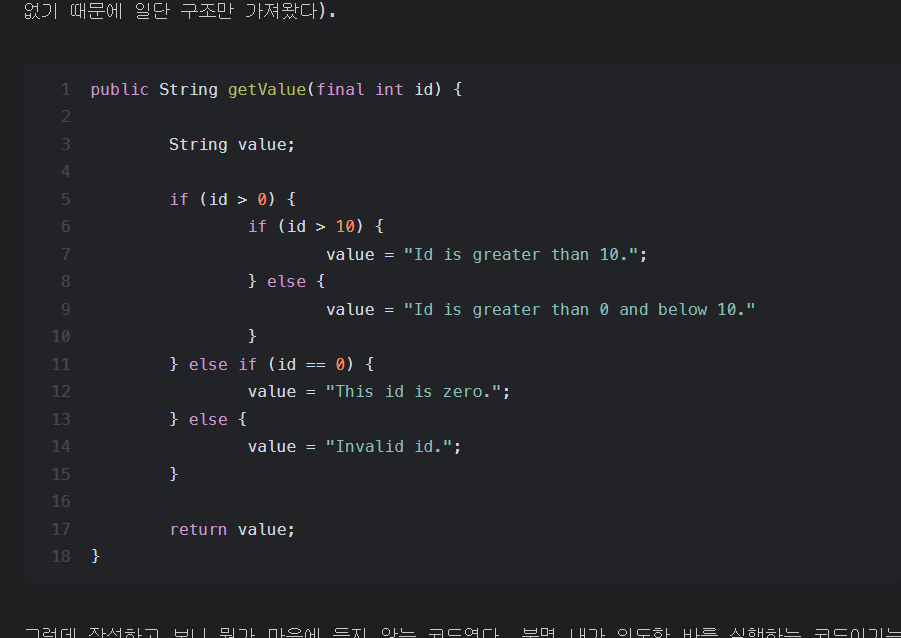 없기 때문에 일단 구조만 가져왔다).
1 public String getValue(final int id) {
2
3 String value;
4
5 if (id > 0) {
6 if (id > 10) {
7 value = "Id is greater than 10.";
8 } else {
9 value = "Id is greater than 0 and below 10."
10 }
11 } else if (id == 0) {
12 value = "This id is zero.";
13 } else {
14 value = "Invalid id.";
15 }
16
17 return value;
18 }
그런데 작성하고 보니 뭔가 마음에 들지 않는 코드였다. 분명 내가 의도한 바를 실행하는 코드이기는